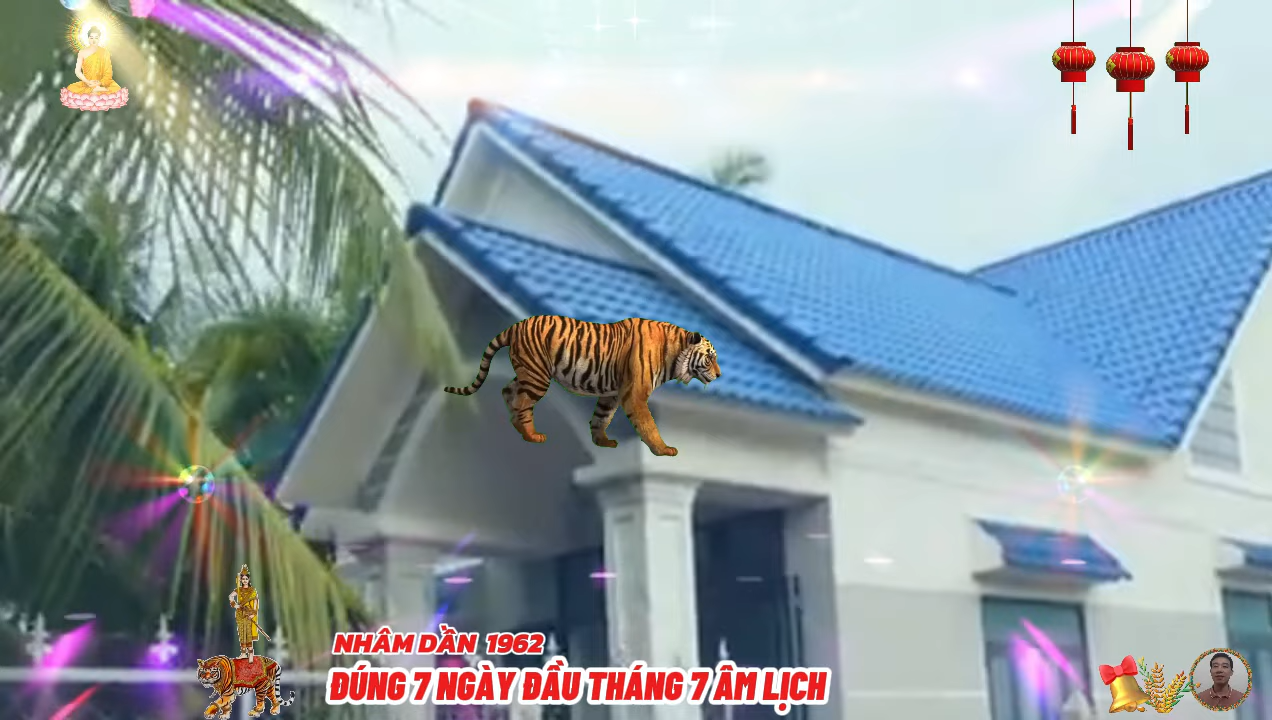 NHÂM DẦN 1962
ĐÚNG 7 NGÀY ĐẦU THÁNG 7 ÂM LỊCH